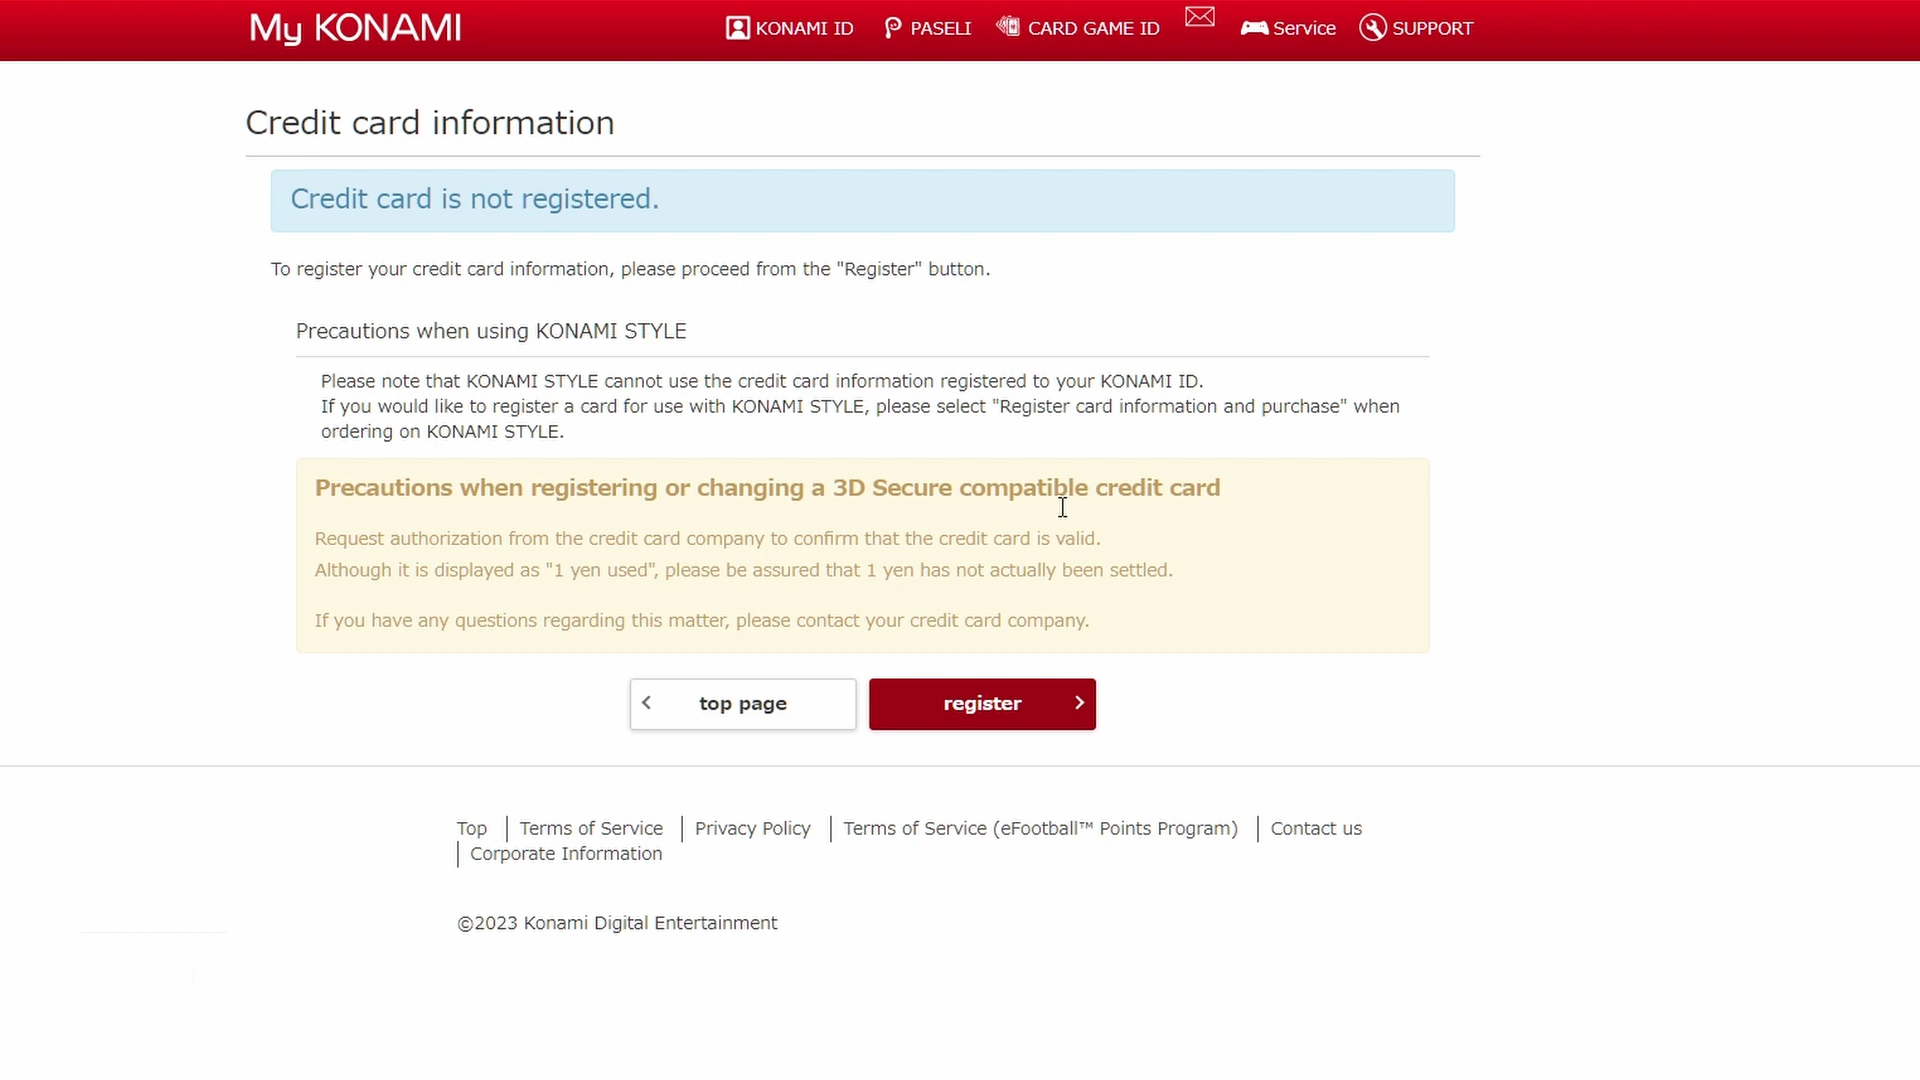 My KONAMI
KONAMI ID PASELI CARD GAME ID Service SUPPORT
Credit card information
Credit card is not registered.
To register your credit card information, please proceed from the "Register" button.
Precautions when using KONAMI STYLE
Please note that KONAMI STYLE cannot use the credit card information registered to your KONAMI ID.
If you would like to register a card for use with KONAMI STYLE, please select "Register card information and purchase" when
ordering on KONAMI STYLE.
Precautions when registering or changing a 3D Secure compatible credit card
Request authorization from the credit card company to confirm that the credit card is valid.
Although it is displayed as "1 yen used", please be assured that 1 yen has not actually been settled.
If you have any questions regarding this matter, please contact your credit card company.
top page
register
Top Terms of Service Privacy Policy Terms of Service (eFootball™ Points Program) Contact us
Corporate Information
©2023 Konami Digital Entertainment